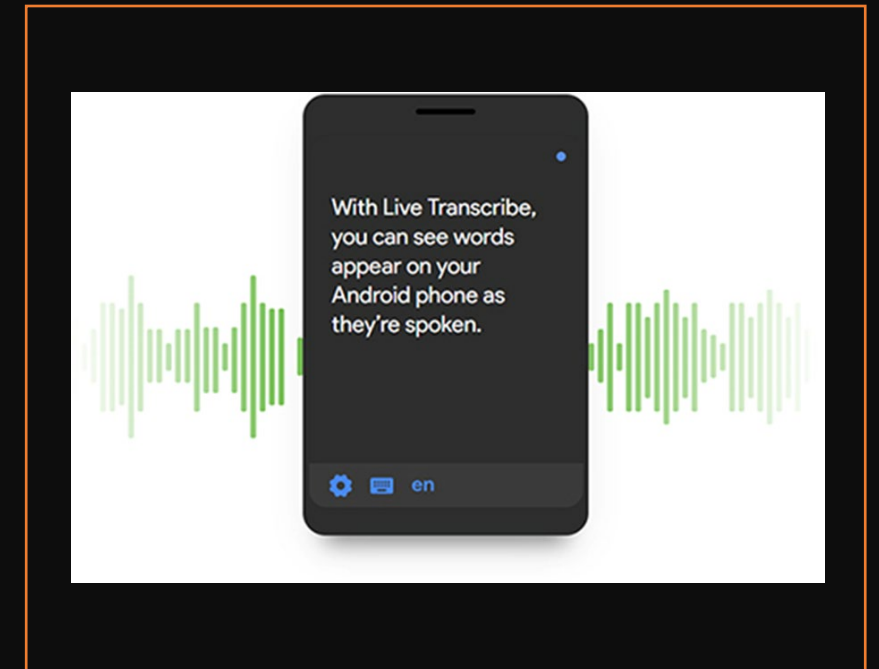 With Live Transcribe,
you can see words
appear on your
Android phone as
they're spoken.
en